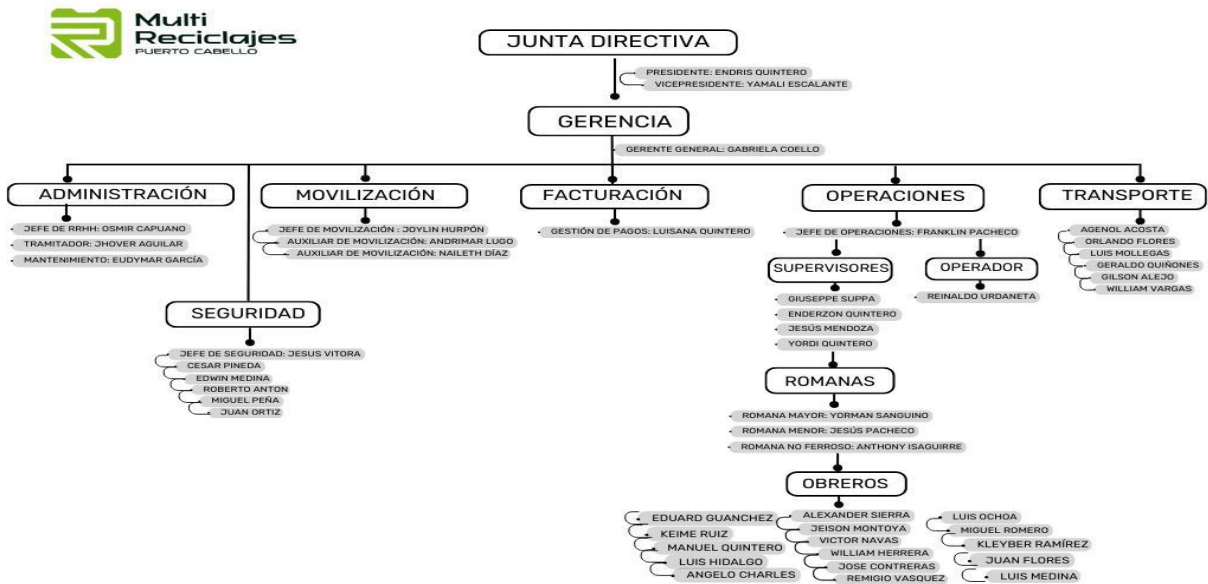 Multi
Reciclajes
PUERTO CABELLO
JUNTA DIRECTIVA
PRESIDENTE: ENDRIS QUINTERO
VICEPRESIDENTE: YAMALI ESCALANTE
GERENCIA
GERENTE GENERAL: GABRIELA COELLO
ADMINISTRACIÓN
JEFE DE RRHH: OSMIR CAPUANO
TRAMITADOR: JHOVER AGUILAR
MANTENIMIENTO: EUDYMAR GARCÍA
SEGURIDAD
JEFE DE SEGURIDAD: JESUS VITORA
CESAR PINEDA
EDWIN MEDINA
ROBERTO ANTON
MIGUEL PEÑA
JUAN ORTIZ
MOVILIZACIÓN
JEFE DE MOVILIZACIÓN : JOYLIN HURPÓN
AUXILIAR DE MOVILIZACIÓN: ANDRIMAR LUGO
AUXILIAR DE MOVILIZACIÓN: NAILETH DÍAZ
FACTURACIÓN
GESTIÓN DE PAGOS: LUISANA QUINTERO
OPERACIONES
JEFE DE OPERACIONES: FRANKLIN PACHECO
SUPERVISORES
GIUSEPPE SUPPA
ENDERZON QUINTERO
JESÚS MENDOZA
YORDI QUINTERO
OPERADOR
REINALDO URDANETA
ROMANAS
ROMANA MAYOR: YORMAN SANGUINO
ROMANA MENOR: JESÚS PACHECO
ROMANA NO FERROSO: ANTHONY ISAGUIRRE
OBREROS
EDUARD GUANCHEZ
KEIME RUIZ
MANUEL QUINTERO
LUIS HIDALGO
ANGELO CHARLES
ALEXANDER SIERRA
JEISON MONTOYA
VICTOR NAVAS
WILLIAM HERRERA
JOSE CONTRERAS
REMIGIO VASQUEZ
LUIS OCHOA
MIGUEL ROMERO
KLEYBER RAMÍREZ
JUAN FLORES
LUIS MEDINA
TRANSPORTE
AGENOL ACOSTA
ORLANDO FLORES
LUIS MOLLEGAS
GERALDO QUIÑONES
GILSON ALEJO
WILLIAM VARGAS